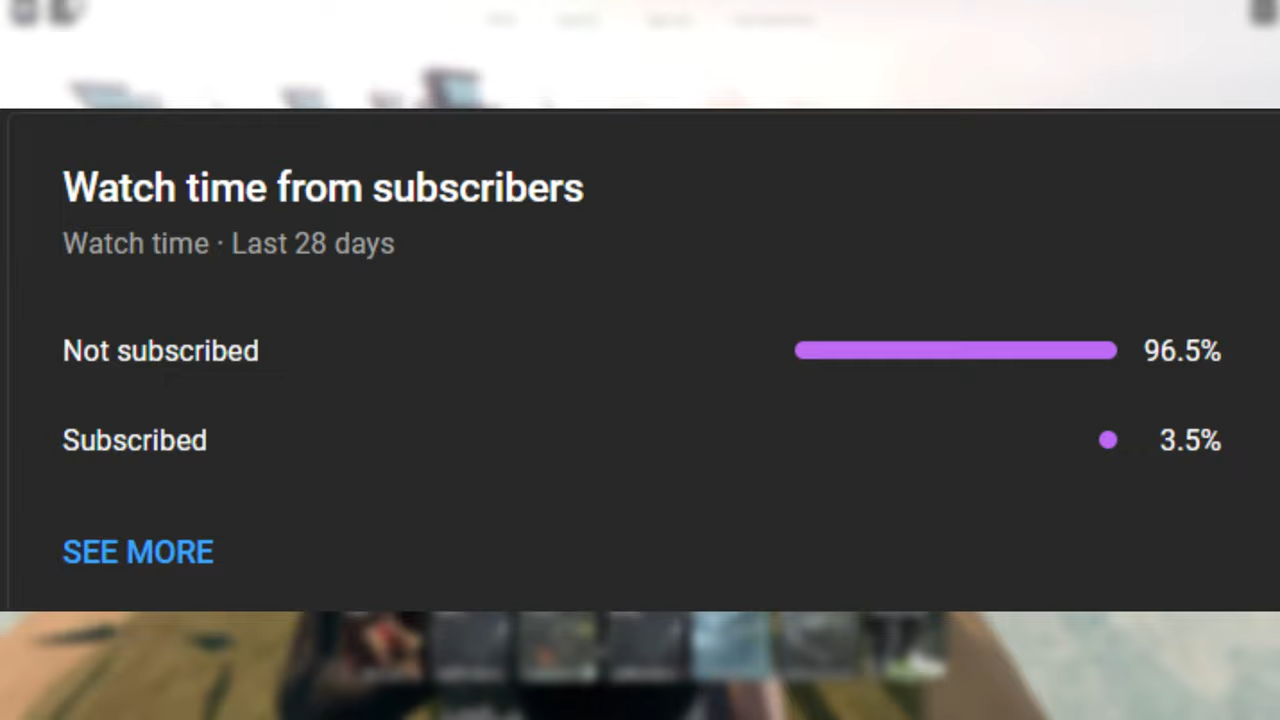 Watch time from subscribers
Watch time · Last 28 days
Not subscribed 96.5%
Subscribed 3.5%
SEE MORE